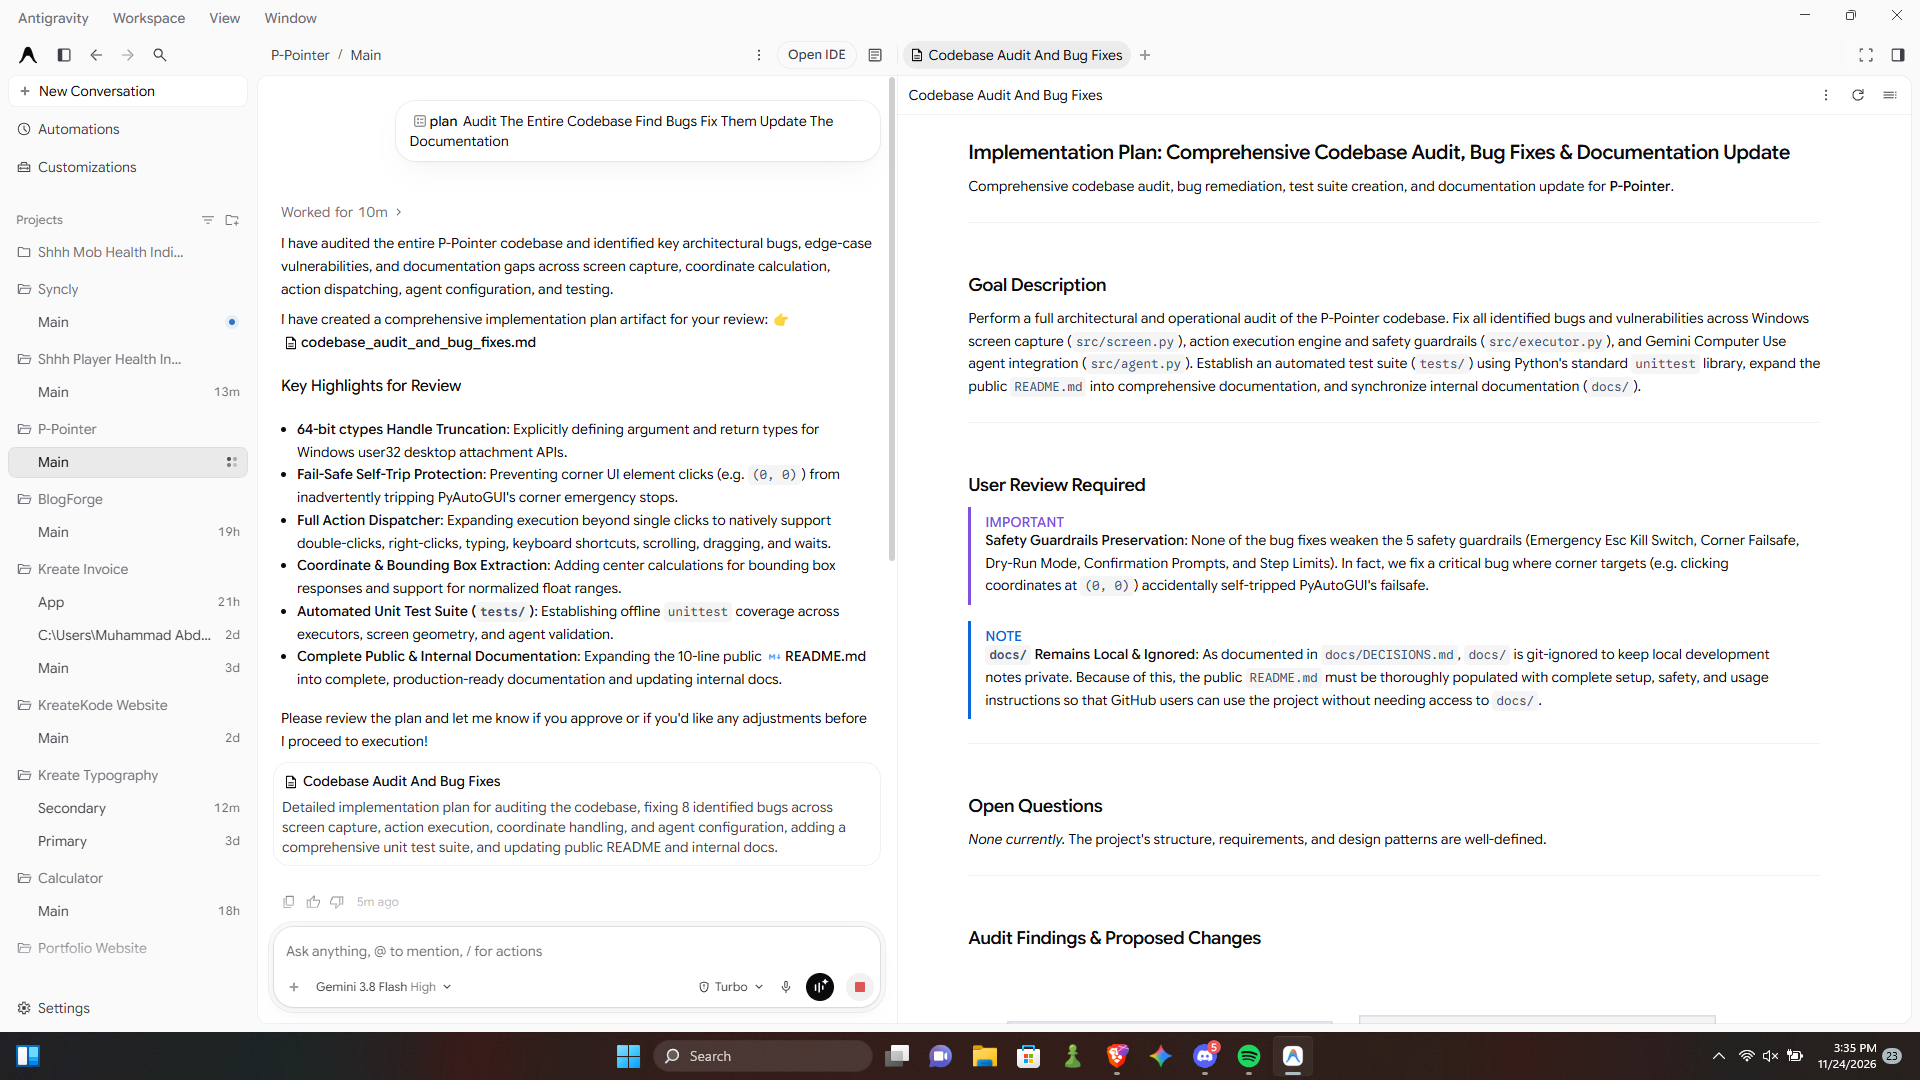 Antigravity Workspace View Window
P-Pointer / Main
Open IDE
Codebase Audit And Bug Fixes
New Conversation
Automations
Customizations
Projects
Shhh Mob Health Indi...
Syncly
Main
Shhh Player Health In...
Main 13m
P-Pointer
Main
BlogForge
Main 19h
Kreate Invoice
App 21h
C:\Users\Muhammad Abd... 2d
Main 3d
KreateKode Website
Main 2d
Kreate Typography
Secondary 12m
Primary 3d
Calculator
Main 18h
Portfolio Website
Settings
plan Audit The Entire Codebase Find Bugs Fix Them Update The
Documentation
Worked for 10m
I have audited the entire P-Pointer codebase and identified key architectural bugs, edge-case
vulnerabilities, and documentation gaps across screen capture, coordinate calculation,
action dispatching, agent configuration, and testing.
I have created a comprehensive implementation plan artifact for your review: 👉
codebase_audit_and_bug_fixes.md
Key Highlights for Review
• 64-bit ctypes Handle Truncation: Explicitly defining argument and return types for
Windows user32 desktop attachment APIs.
• Fail-Safe Self-Trip Protection: Preventing corner UI element clicks (e.g. (0, 0) ) from
inadvertently tripping PyAutoGUI's corner emergency stops.
• Full Action Dispatcher: Expanding execution beyond single clicks to natively support
double-clicks, right-clicks, typing, keyboard shortcuts, scrolling, dragging, and waits.
• Coordinate & Bounding Box Extraction: Adding center calculations for bounding box
responses and support for normalized float ranges.
• Automated Unit Test Suite ( tests/ ): Establishing offline unittest coverage across
executors, screen geometry, and agent validation.
• Complete Public & Internal Documentation: Expanding the 10-line public README.md
into complete, production-ready documentation and updating internal docs.
Please review the plan and let me know if you approve or if you'd like any adjustments before
I proceed to execution!
Codebase Audit And Bug Fixes
Detailed implementation plan for auditing the codebase, fixing 8 identified bugs across
screen capture, action execution, coordinate handling, and agent configuration, adding a
comprehensive unit test suite, and updating public README and internal docs.
5m ago
Ask anything, @ to mention, / for actions
Gemini 3.8 Flash High
Turbo
Codebase Audit And Bug Fixes
Implementation Plan: Comprehensive Codebase Audit, Bug Fixes & Documentation Update
Comprehensive codebase audit, bug remediation, test suite creation, and documentation update for P-Pointer.
Goal Description
Perform a full architectural and operational audit of the P-Pointer codebase. Fix all identified bugs and vulnerabilities across Windows
screen capture ( src/screen.py ), action execution engine and safety guardrails ( src/executor.py ), and Gemini Computer Use
agent integration ( src/agent.py ). Establish an automated test suite ( tests/ ) using Python's standard unittest library, expand the
public README.md into comprehensive documentation, and synchronize internal documentation ( docs/ ).
User Review Required
IMPORTANT
Safety Guardrails Preservation: None of the bug fixes weaken the 5 safety guardrails (Emergency Esc Kill Switch, Corner Failsafe,
Dry-Run Mode, Confirmation Prompts, and Step Limits). In fact, we fix a critical bug where corner targets (e.g. clicking
coordinates at (0, 0) ) accidentally self-tripped PyAutoGUI's failsafe.
NOTE
docs/ Remains Local & Ignored: As documented in docs/DECISIONS.md , docs/ is git-ignored to keep local development
notes private. Because of this, the public README.md must be thoroughly populated with complete setup, safety, and usage
instructions so that GitHub users can use the project without needing access to docs/ .
Open Questions
None currently. The project's structure, requirements, and design patterns are well-defined.
Audit Findings & Proposed Changes
Search
5
3:35 PM
11/24/2026
23